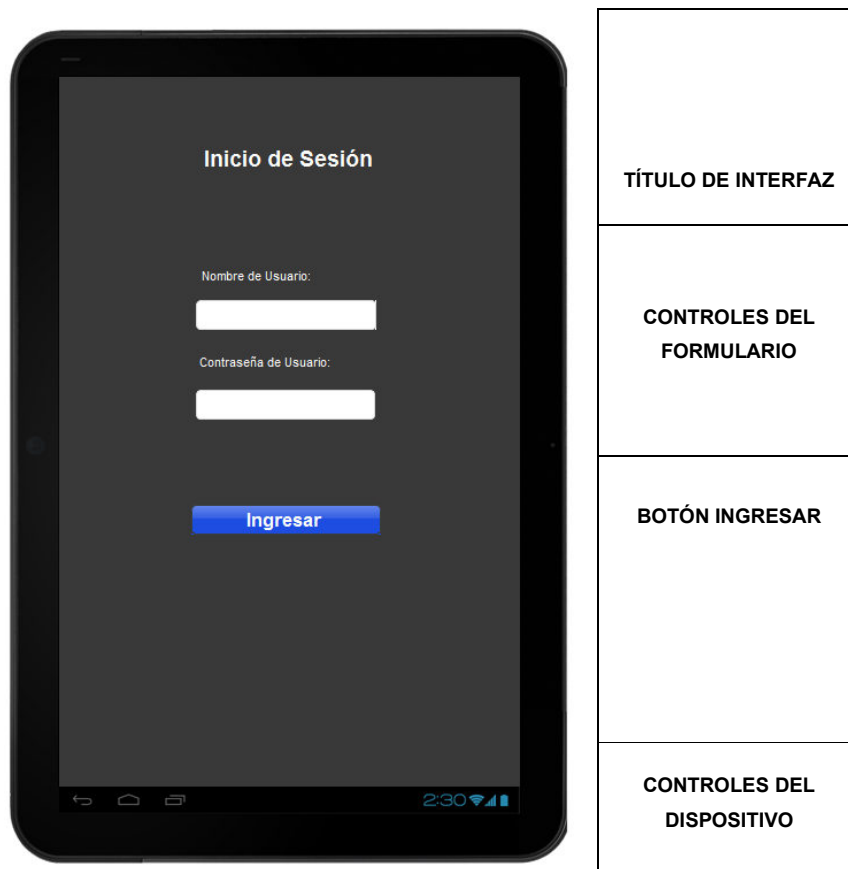 Inicio de Sesión
Nombre de Usuario:
Contraseña de Usuario:
Ingresar
2:30
TÍTULO DE INTERFAZ
CONTROLES DEL
FORMULARIO
BOTÓN INGRESAR
CONTROLES DEL
DISPOSITIVO